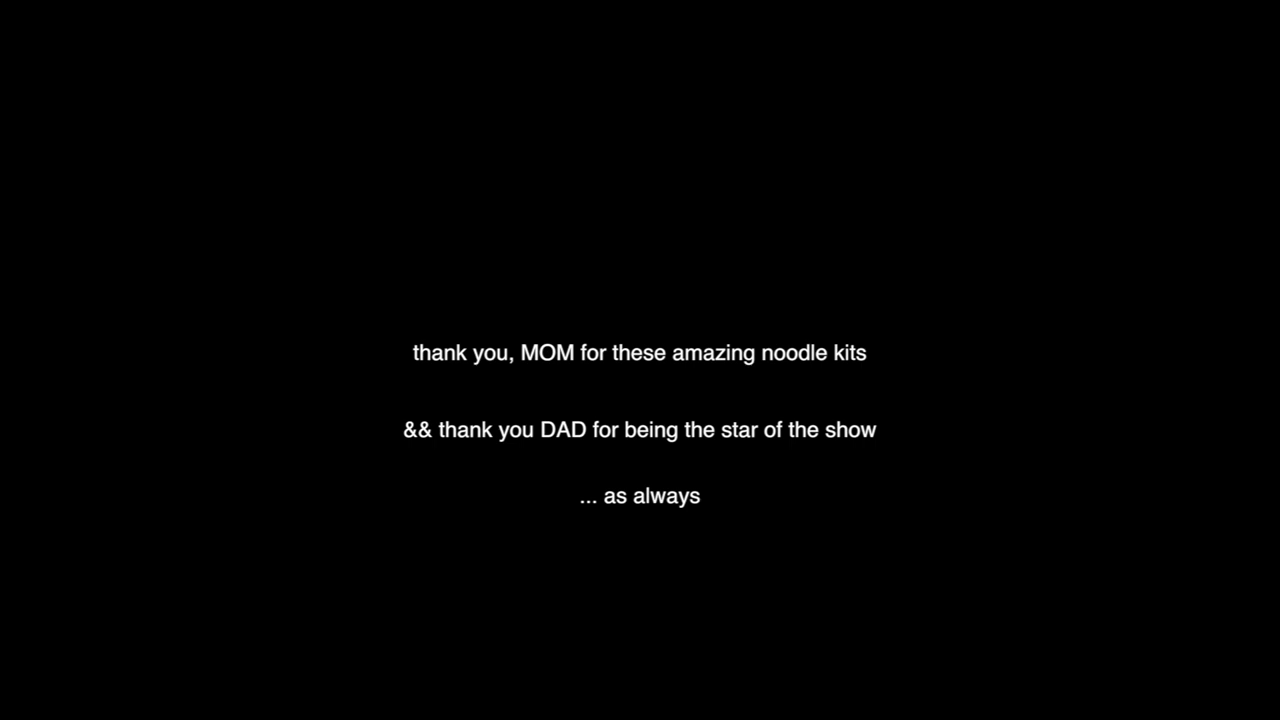 thank you, MOM for these amazing noodle kits
&& thank you DAD for being the star of the show
... as always